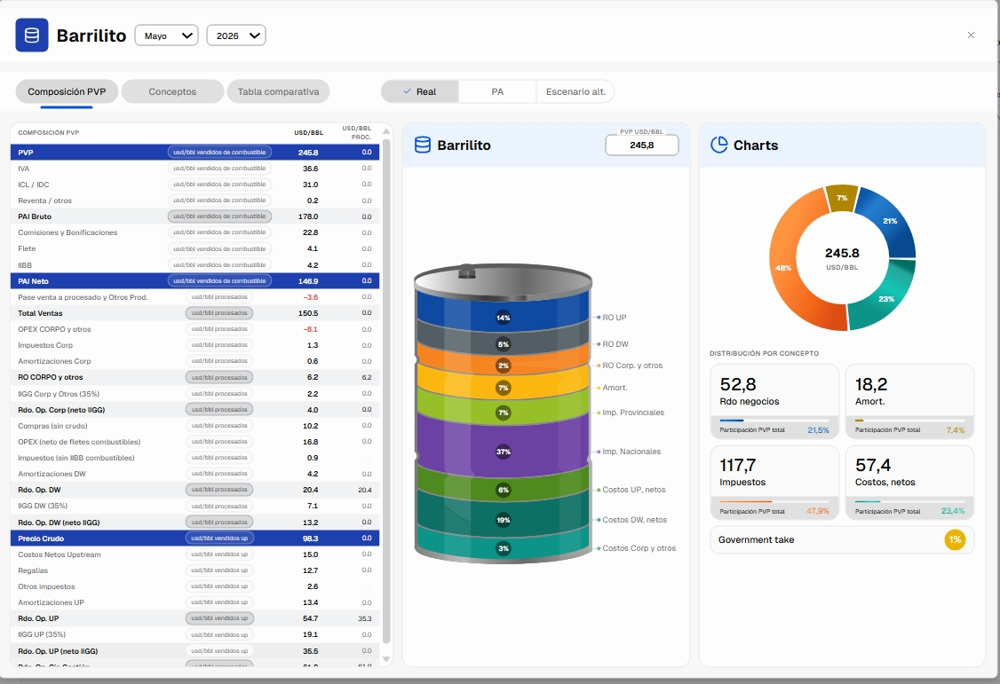 Barrilito Mayo 2026
Composición PVP Conceptos Tabla comparativa Real PA Escenario alt.
COMPOSICIÓN PVP USD/BBL USD/BBL PROC.
PVP usd/bbl vendidos de combustible 245.8 0.0
IVA usd/bbl vendidos de combustible 36.6 0.0
ICL / IDC usd/bbl vendidos de combustible 31.0 0.0
Reventa / otros usd/bbl vendidos de combustible 0.2 0.0
PAI Bruto usd/bbl vendidos de combustible 178.0 0.0
Comisiones y Bonificaciones usd/bbl vendidos de combustible 22.8 0.0
Flete usd/bbl vendidos de combustible 4.1 0.0
IIBB usd/bbl vendidos de combustible 4.2 0.0
PAI Neto usd/bbl vendidos de combustible 146.9 0.0
Pase venta a procesado y Otros Prod. usd/bbl procesados −3.6 0.0
Total Ventas usd/bbl procesados 150.5 0.0
OPEX CORPO y otros usd/bbl procesados −8.1 0.0
Impuestos Corp usd/bbl procesados 1.3 0.0
Amortizaciones Corp usd/bbl procesados 0.6 0.0
RO CORPO y otros usd/bbl procesados 6.2 6.2
IIGG Corp y Otros (35%) usd/bbl procesados 2.2 0.0
Rdo. Op. Corp (neto IIGG) usd/bbl procesados 4.0 0.0
Compras (sin crudo) usd/bbl procesados 10.2 0.0
OPEX (neto de fletes combustibles) usd/bbl procesados 16.8 0.0
Impuestos (sin IIBB combustibles) usd/bbl procesados 0.9 –
Amortizaciones DW usd/bbl procesados 4.2 0.0
Rdo. Op. DW usd/bbl procesados 20.4 20.4
IIGG DW (35%) usd/bbl procesados 7.1 0.0
Rdo. Op. DW (neto IIGG) usd/bbl procesados 13.2 0.0
Precio Crudo usd/bbl vendidos up 98.3 0.0
Costos Netos Upstream usd/bbl vendidos up 15.0 0.0
Regalías usd/bbl vendidos up 12.7 0.0
Otros impuestos usd/bbl vendidos up 2.6 –
Amortizaciones UP usd/bbl vendidos up 13.4 0.0
Rdo. Op. UP usd/bbl vendidos up 54.7 35.3
IIGG UP (35%) usd/bbl vendidos up 19.1 0.0
Rdo. Op. UP (neto IIGG) usd/bbl vendidos up 35.5 0.0
Barrilito
PVP USD/BBL
245,8
14% RO UP
5% RO DW
2% RO Corp. y otros
7% Amort.
7% Imp. Provinciales
37% Imp. Nacionales
6% Costos UP, netos
19% Costos DW, netos
3% Costos Corp y otros
Charts
7%
21%
48%
23%
245.8
USD/BBL
DISTRIBUCIÓN POR CONCEPTO
52,8
Rdo negocios
Participación PVP total 21,5%
18,2
Amort.
Participación PVP total 7,4%
117,7
Impuestos
Participación PVP total 47,9%
57,4
Costos, netos
Participación PVP total 23,4%
Government take 1%